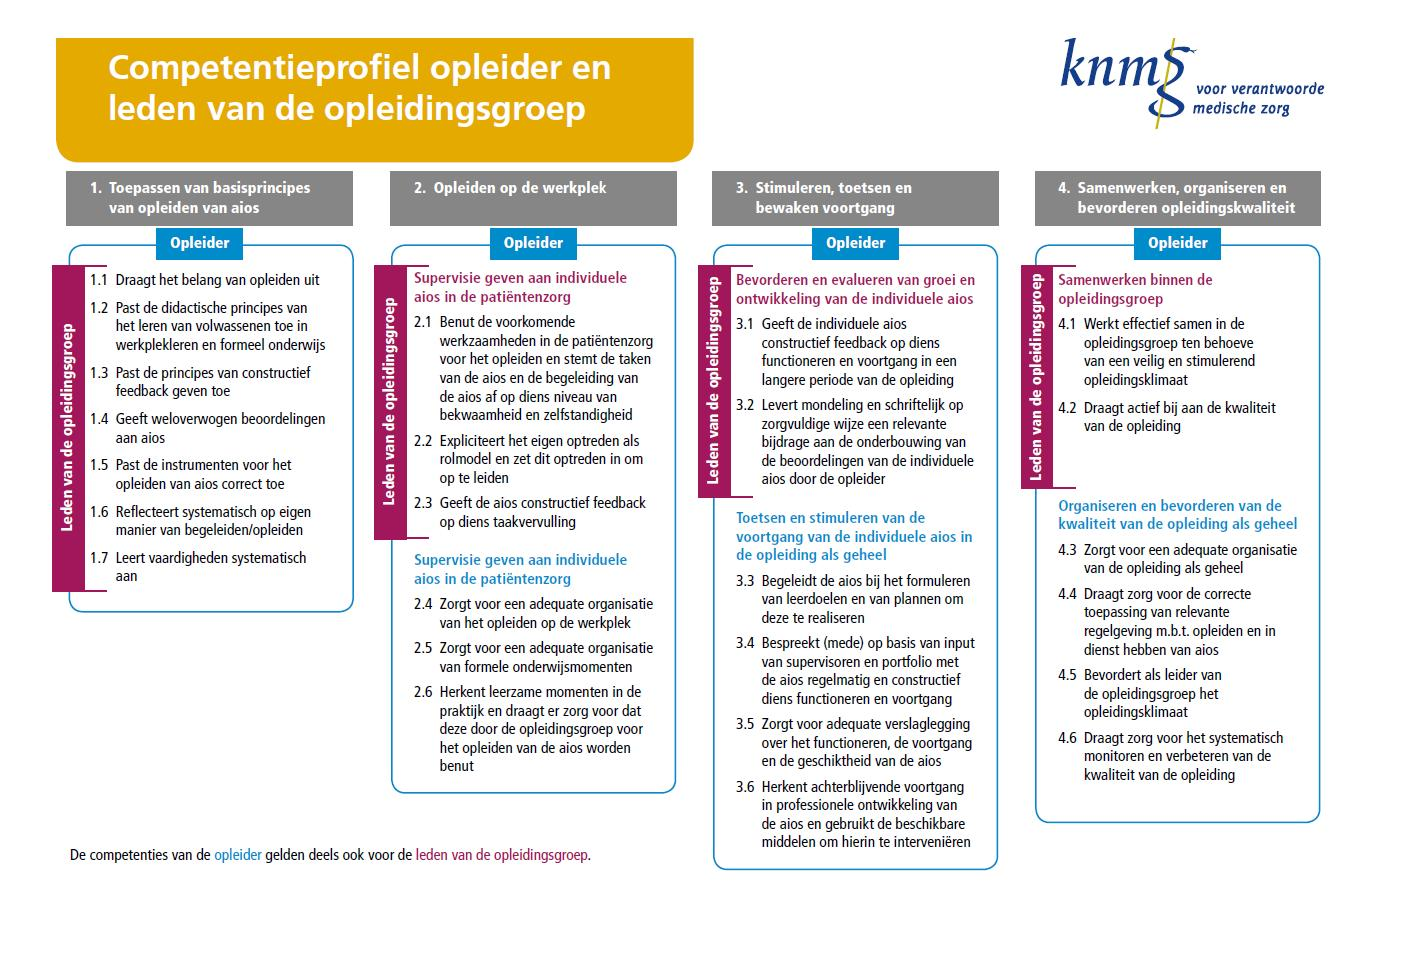 Competentieprofiel opleider en
leden van de opleidingsgroep
knmg
voor verantwoorde
medische zorg
1. Toepassen van basisprincipes
van opleiden van aios
Opleider
Leden van de opleidingsgroep
1.1 Draagt het belang van opleiden uit
1.2 Past de didactische principes van
het leren van volwassenen toe in
werkplekleren en formeel onderwijs
1.3 Past de principes van constructief
feedback geven toe
1.4 Geeft weloverwogen beoordelingen
aan aios
1.5 Past de instrumenten voor het
opleiden van aios correct toe
1.6 Reflecteert systematisch op eigen
manier van begeleiden/opleiden
1.7 Leert vaardigheden systematisch
aan
2. Opleiden op de werkplek
Opleider
Leden van de opleidingsgroep
Supervisie geven aan individuele
aios in de patiëntenzorg
2.1 Benut de voorkomende
werkzaamheden in de patiëntenzorg
voor het opleiden en stemt de taken
van de aios en de begeleiding van
de aios af op diens niveau van
bekwaamheid en zelfstandigheid
2.2 Expliciteert het eigen optreden als
rolmodel en zet dit optreden in om
op te leiden
2.3 Geeft de aios constructief feedback
op diens taakvervulling
Supervisie geven aan individuele
aios in de patiëntenzorg
2.4 Zorgt voor een adequate organisatie
van het opleiden op de werkplek
2.5 Zorgt voor een adequate organisatie
van formele onderwijsmomenten
2.6 Herkent leerzame momenten in de
praktijk en draagt er zorg voor dat
deze door de opleidingsgroep voor
het opleiden van de aios worden
benut
3. Stimuleren, toetsen en
bewaken voortgang
Opleider
Leden van de opleidingsgroep
Bevorderen en evalueren van groei en
ontwikkeling van de individuele aios
3.1 Geeft de individuele aios
constructief feedback op diens
functioneren en voortgang in een
langere periode van de opleiding
3.2 Levert mondeling en schriftelijk op
zorgvuldige wijze een relevante
bijdrage aan de onderbouwing van
de beoordelingen van de individuele
aios door de opleider
Toetsen en stimuleren van de
voortgang van de individuele aios in
de opleiding als geheel
3.3 Begeleidt de aios bij het formuleren
van leerdoelen en van plannen om
deze te realiseren
3.4 Bespreekt (mede) op basis van input
van supervisoren en portfolio met
de aios regelmatig en constructief
diens functioneren en voortgang
3.5 Zorgt voor adequate verslaglegging
over het functioneren, de voortgang
en de geschiktheid van de aios
3.6 Herkent achterblijvende voortgang
in professionele ontwikkeling van
de aios en gebruikt de beschikbare
middelen om hierin te interveniëren
4. Samenwerken, organiseren en
bevorderen opleidingskwaliteit
Opleider
Leden van de opleidingsgroep
Samenwerken binnen de
opleidingsgroep
4.1 Werkt effectief samen in de
opleidingsgroep ten behoeve
van een veilig en stimulerend
opleidingsklimaat
4.2 Draagt actief bij aan de kwaliteit
van de opleiding
Organiseren en bevorderen van de
kwaliteit van de opleiding als geheel
4.3 Zorgt voor een adequate organisatie
van de opleiding als geheel
4.4 Draagt zorg voor de correcte
toepassing van relevante
regelgeving m.b.t. opleiden en in
dienst hebben van aios
4.5 Bevordert als leider van
de opleidingsgroep het
opleidingsklimaat
4.6 Draagt zorg voor het systematisch
monitoren en verbeteren van de
kwaliteit van de opleiding
De competenties van de opleider gelden deels ook voor de leden van de opleidingsgroep.